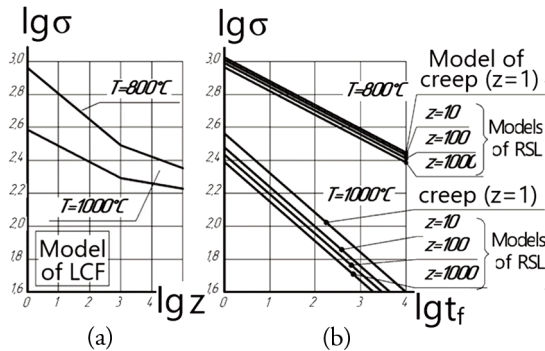 lgσ
3,0
2,8
2,6
2,4
2,2
2,0
1,8
1,6
T=800°C
T=1000°C
Model
of LCF
0 1 2 3 4
lgz
(a)
lgσ
3,0
2,8
2,6
2,4
2,2
2,0
1,8
1,6
T=800°C
T=1000°C
0 1 2 3 4
lgtf
(b)
Model of
creep (z=1)
z=10
z=100
z=1000
Models
of RSL
creep (z=1)
z=10
z=100
z=1000
Models
of RSL